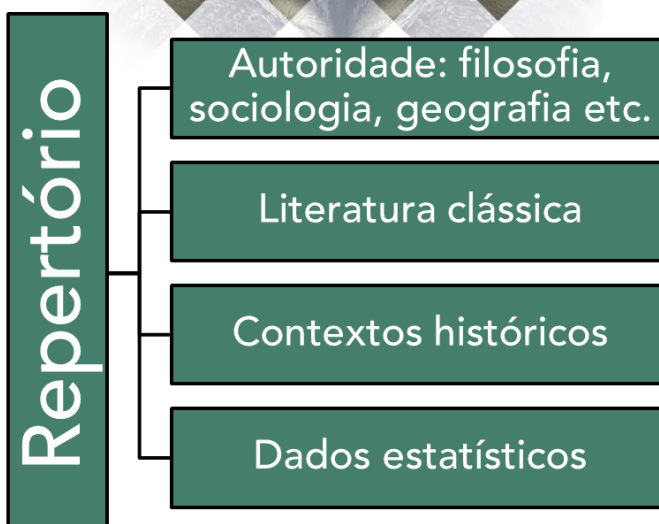 Repertório
Autoridade: filosofia,
sociologia, geografia etc.
Literatura clássica
Contextos históricos
Dados estatísticos